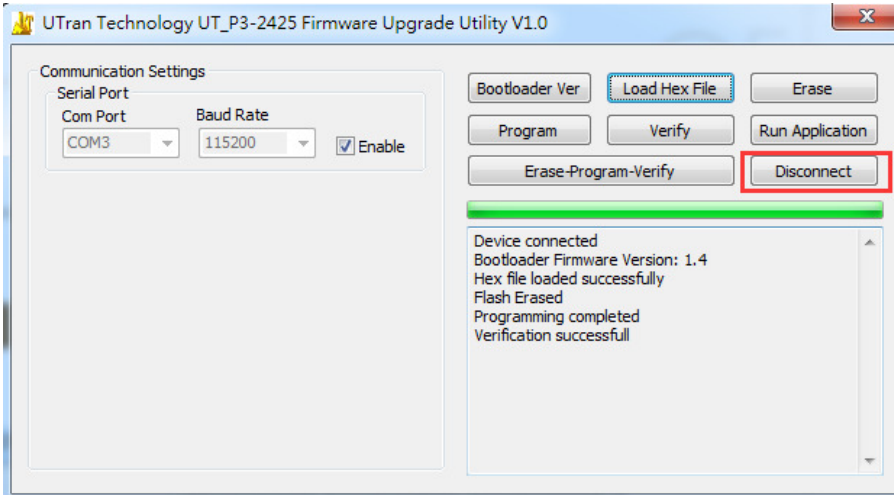 UTran Technology UT_P3-2425 Firmware Upgrade Utility V1.0
Communication Settings
Serial Port
Com Port
Baud Rate
COM3
115200
Enable
Bootloader Ver
Load Hex File
Erase
Program
Verify
Run Application
Erase-Program-Verify
Disconnect
Device connected
Bootloader Firmware Version: 1.4
Hex file loaded successfully
Flash Erased
Programming completed
Verification successfull